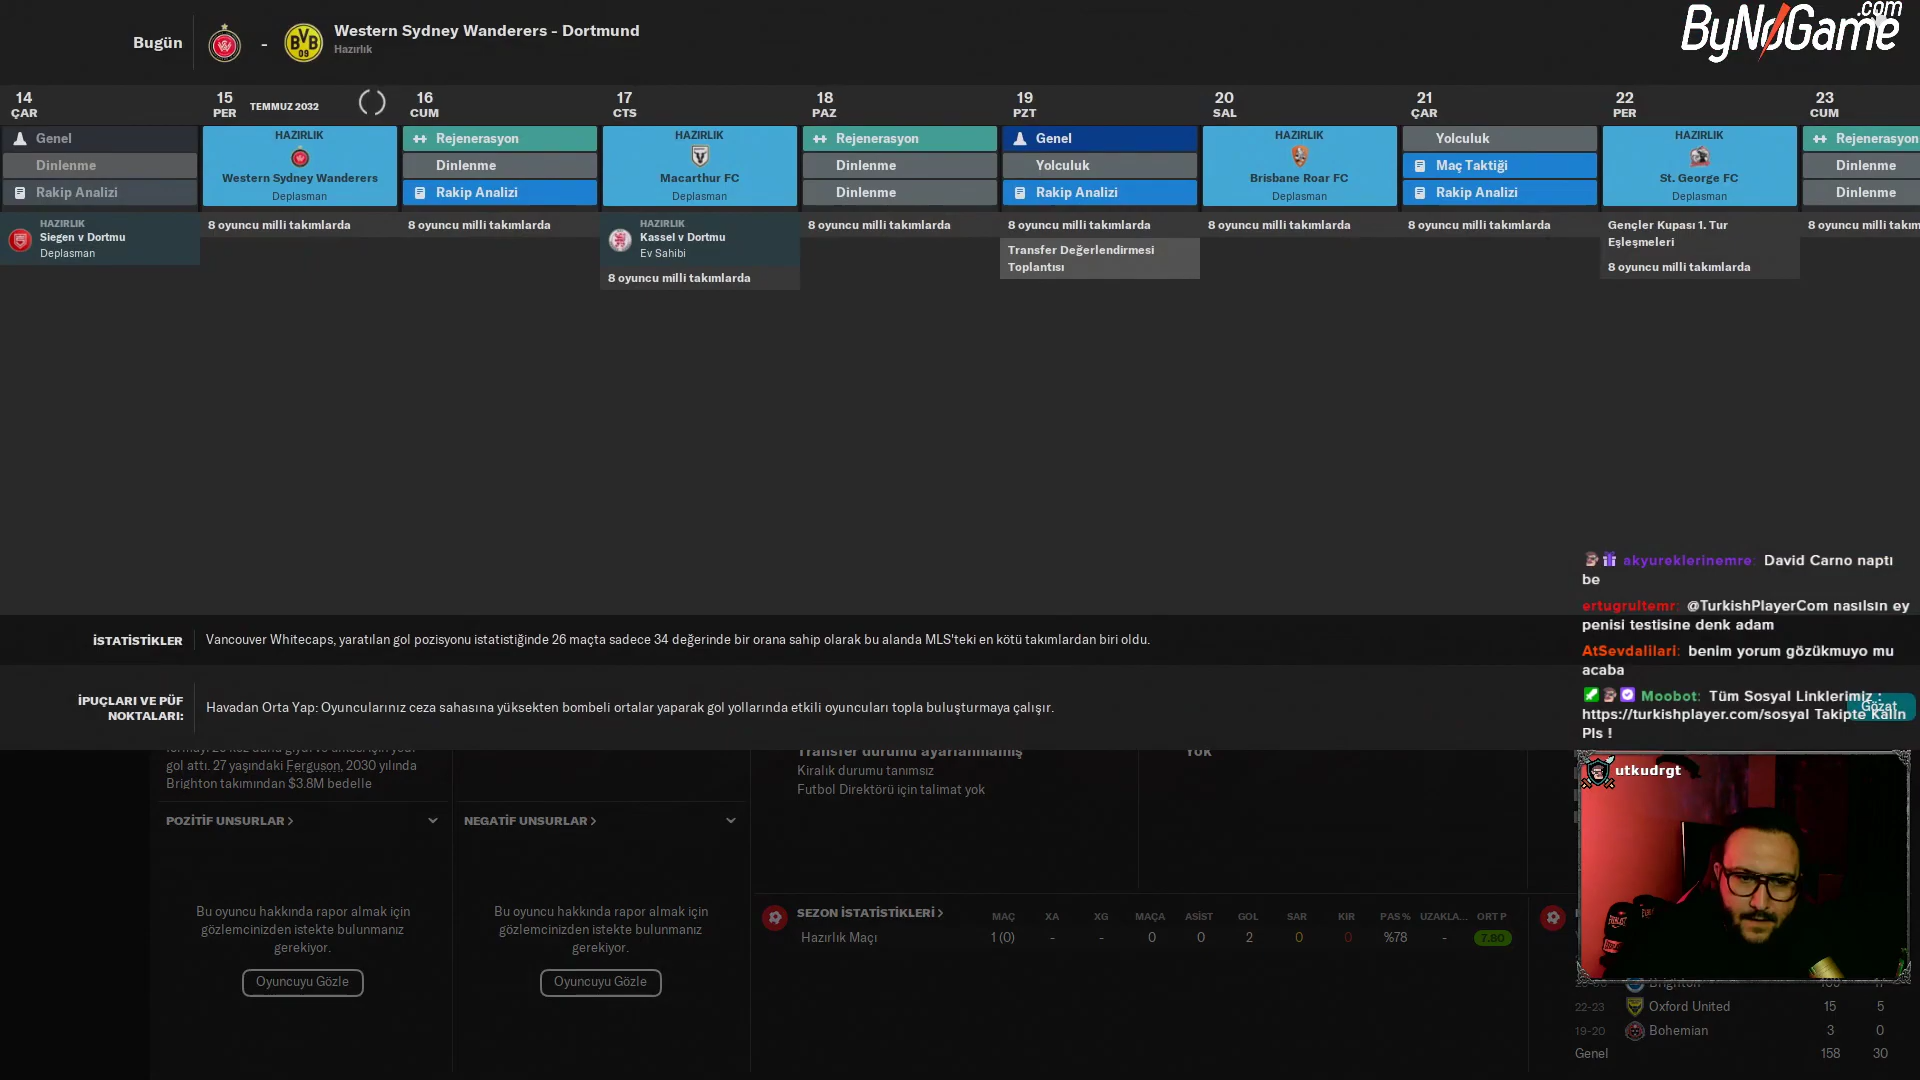 Bugün
-
Western Sydney Wanderers - Dortmund
Hazırlık
ByNoGame
.com
14
ÇAR
15
PER
TEMMUZ 2032
16
CUM
17
CTS
18
PAZ
19
PZT
20
SAL
21
ÇAR
22
PER
23
CUM
Genel
Dinlenme
Rakip Analizi
HAZIRLIK
Siegen v Dortmu
Deplasman
HAZIRLIK
Western Sydney Wanderers
Deplasman
8 oyuncu milli takımlarda
Rejenerasyon
Dinlenme
Rakip Analizi
8 oyuncu milli takımlarda
HAZIRLIK
Macarthur FC
Deplasman
HAZIRLIK
Kassel v Dortmu
Ev Sahibi
8 oyuncu milli takımlarda
Rejenerasyon
Dinlenme
Dinlenme
8 oyuncu milli takımlarda
Genel
Yolculuk
Rakip Analizi
8 oyuncu milli takımlarda
Transfer Değerlendirmesi
Toplantısı
HAZIRLIK
Brisbane Roar FC
Deplasman
8 oyuncu milli takımlarda
Yolculuk
Maç Taktiği
Rakip Analizi
8 oyuncu milli takımlarda
HAZIRLIK
St. George FC
Deplasman
Gençler Kupası 1. Tur
Eşleşmeleri
8 oyuncu milli takımlarda
Rejenerasyon
Dinlenme
Dinlenme
8 oyuncu milli takım
akyureklerinemre: David Carno naptı
be
ertugrultemr: @TurkishPlayerCom nasılsın ey
penisi testisine denk adam
AtSevdalilari: benim yorum gözükmuyo mu
acaba
Moobot: Tüm Sosyal Linklerimiz :
https://turkishplayer.com/sosyal Takipte Kalın
Pls !
Gözat
İSTATİSTİKLER
Vancouver Whitecaps, yaratılan gol pozisyonu istatistiğinde 26 maçta sadece 34 değerinde bir orana sahip olarak bu alanda MLS'teki en kötü takımlardan biri oldu.
İPUÇLARI VE PÜF
NOKTALARI:
Havadan Orta Yap: Oyuncularınız ceza sahasına yüksekten bombeli ortalar yaparak gol yollarında etkili oyuncuları topla buluşturmaya çalışır.
gol attı. 27 yaşındaki Ferguson, 2030 yılında
Brighton takımından $3.8M bedelle
Transfer durumu ayarlanmamış
Kiralık durumu tanımsız
Futbol Direktörü için talimat yok
Yok
POZİTİF UNSURLAR >
NEGATİF UNSURLAR >
Bu oyuncu hakkında rapor almak için
gözlemcinizden istekte bulunmanız
gerekiyor.
Oyuncuyu Gözle
Bu oyuncu hakkında rapor almak için
gözlemcinizden istekte bulunmanız
gerekiyor.
Oyuncuyu Gözle
SEZON İSTATİSTİKLERİ > MAÇ XA XG MAÇA ASİST GOL SAR KIR PAS % UZAKLA... ORT P
Hazırlık Maçı 1 (0) - - 0 0 2 0 0 %78 - 7.80
utkudrgt
Brighton
22-23 Oxford United 15 5
19-20 Bohemian 3 0
Genel 158 30